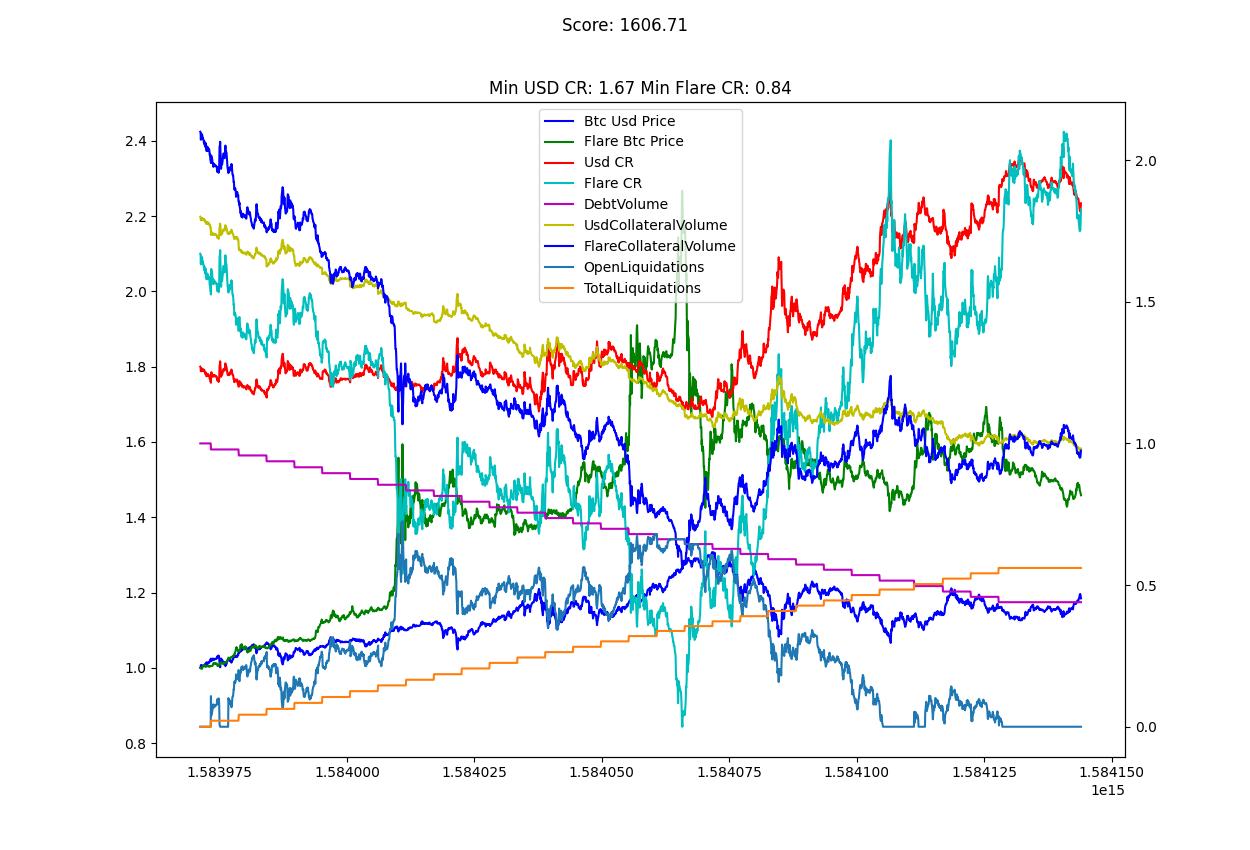 Score: 1606.71
Min USD CR: 1.67 Min Flare CR: 0.84
Btc Usd Price
Flare Btc Price
Usd CR
Flare CR
DebtVolume
UsdCollateralVolume
FlareCollateralVolume
OpenLiquidations
TotalLiquidations
2.4
2.2
2.0
1.8
1.6
1.4
1.2
1.0
0.8
2.0
1.5
1.0
0.5
0.0
1.583975 1.584000 1.584025 1.584050 1.584075 1.584100 1.584125 1.584150
1e15